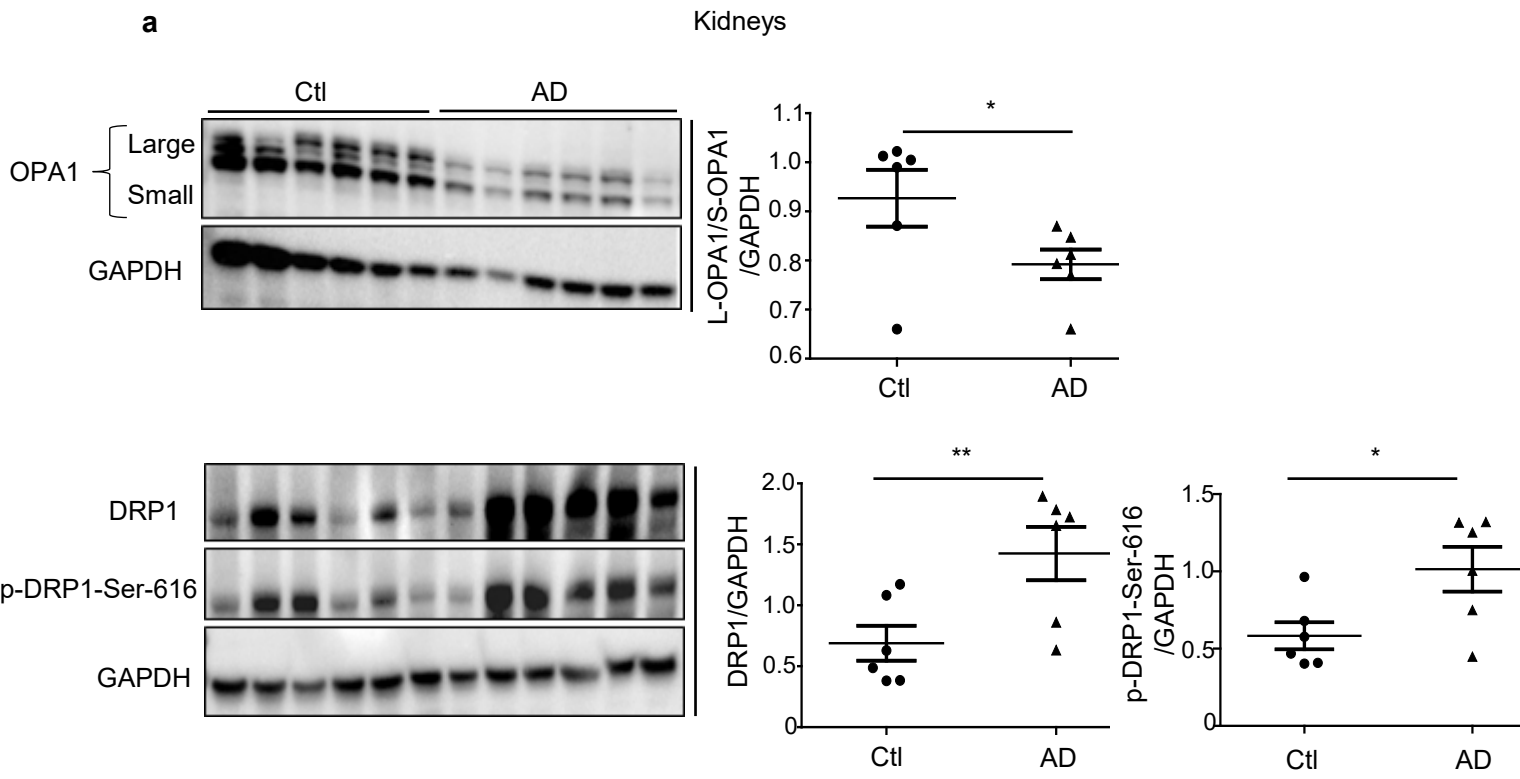 a
Kidneys
Ctl
AD
OPA1
Large
Small
GAPDH
L-OPA1/S-OPA1
/GAPDH
1.1
1.0
0.9
0.8
0.7
0.6
*
Ctl
AD
DRP1
p-DRP1-Ser-616
GAPDH
DRP1/GAPDH
2.0
1.5
1.0
0.5
0
**
Ctl
AD
p-DRP1-Ser-616
/GAPDH
1.5
1.0
0.5
0
*
Ctl
AD